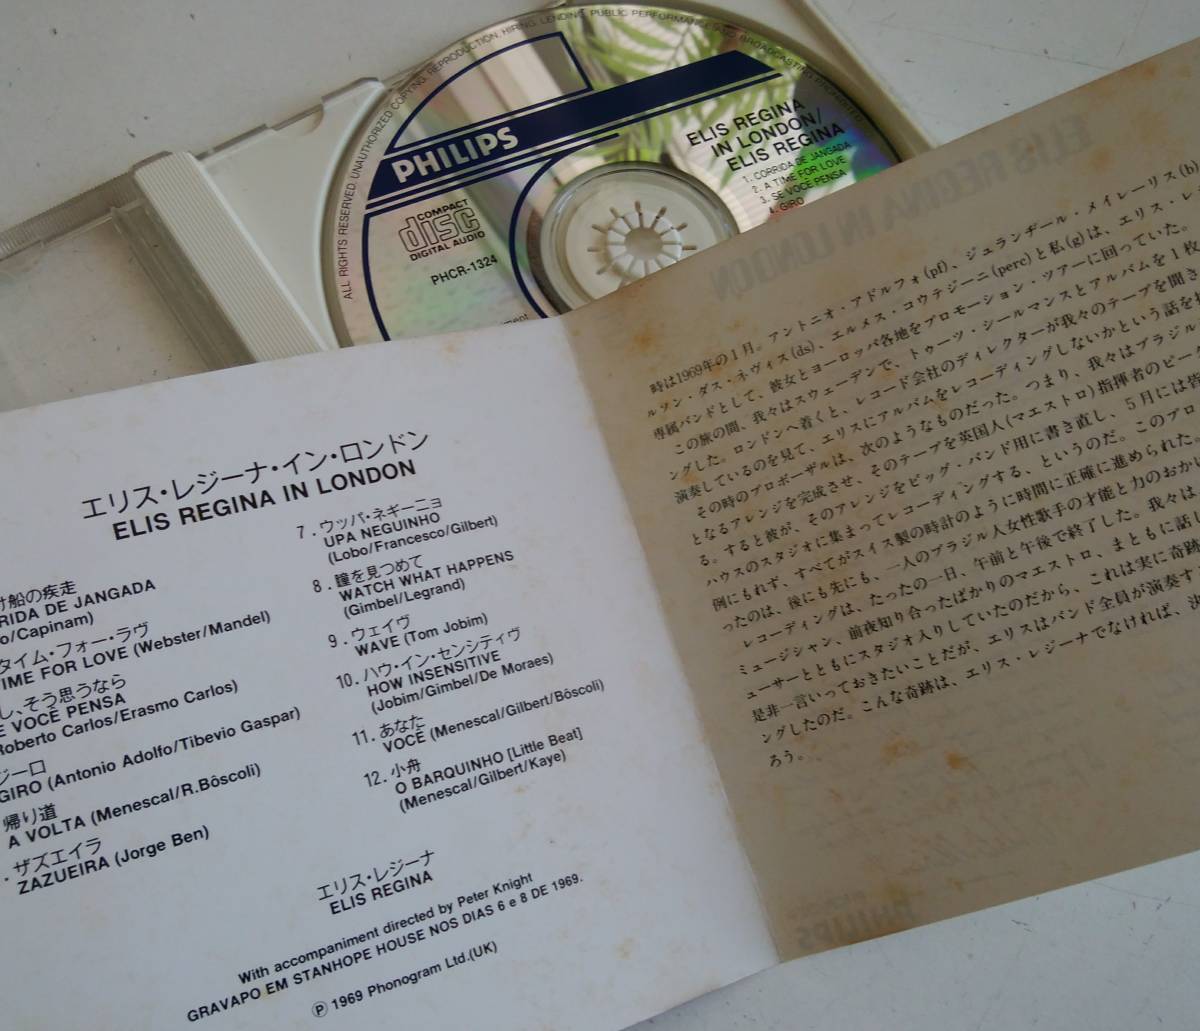 ALL RIGHTS RESERVED. UNAUTHORIZED COPYING, REPRODUCTION, HIRING, LENDING, PUBLIC PERFORMANCE AND BROADCASTING PROHIBITED
PHILIPS
COMPACT
disc
DIGITAL AUDIO
PHCR-1324
ELIS REGINA
IN LONDON/
ELIS REGINA
1. CORRIDA DE JANGADA
2. A TIME FOR LOVE
3. SE VOCE PENSA
4. GIRO
エリス・レジーナ・イン・ロンドン
ELIS REGINA IN LONDON
け船の疾走
RIDA DE JANGADA
o/Capinam)
タイム・フォー・ラヴ
TIME FOR LOVE (Webster/Mandel)
し、そう思うなら
E VOCE PENSA
Roberto Carlos/Erasmo Carlos)
ジーロ
GIRO (Antonio Adolfo/Tibevio Gaspar)
帰り道
A VOLTA (Menescal/R.Bôscoli)
ザズエイラ
ZAZUEIRA (Jorge Ben)
7. ウッパ・ネギーニョ
UPA NEGUINHO
(Lobo/Francesco/Gilbert)
8. 瞳を見つめて
WATCH WHAT HAPPENS
(Gimbel/Legrand)
9. ウェイヴ
WAVE (Tom Jobim)
10. ハウ・イン・センシティヴ
HOW INSENSITIVE
(Jobim/Gimbel/De Moraes)
11. あなた
VOCÊ (Menescal/Gilbert/Bôscoli)
12. 小舟
O BARQUINHO [Little Beat]
(Menescal/Gilbert/Kaye)
エリス・レジーナ
ELIS REGINA
With accompaniment directed by Peter Knight
GRAVAPO EM STANHOPE HOUSE NOS DIAS 6 e 8 DE 1969.
Ⓟ 1969 Phonogram Ltd.(UK)
時は1969年の1月。アントニオ・アドルフォ(pf)、ジュランヂール・メイレーリス(b)
ルソン・ダス・ネヴィス(ds)、エルメス・コウテジーニ(perc)と私(g)は、エリス・レ
専属バンドとして、彼女とヨーロッパ各地をプロモーション・ツアーに回っていた。
この旅の間、我々はスウェーデンで、トゥーツ・シールマンスとアルバムを1枚
ングした。ロンドンへ着くと、レコード会社のディレクターが我々のテープを聞き
演奏しているのを見て、エリスにアルバムをレコーディングしないかという話を
その時のプロポーザルは、次のようなものだった。つまり、我々はブラジル
となるアレンジを完成させ、そのテープを英国人(マエストロ)指揮者のピータ
る。すると彼が、そのアレンジをビッグ・バンド用に書き直し、5月には皆
ハウスのスタジオに集まってレコーディングする、というのだ。このプロ
例にもれず、すべてがスイス製の時計のように時間に正確に進められた。
ったのは、後にも先にも、一人のブラジル人女性歌手の才能と力のおかげ
レコーディングは、たったの一日、午前と午後で終了した。我々は
ミュージシャン、前夜知り合ったばかりのマエストロ、まともに話し
ューサーとともにスタジオ入りしていたのだから、これは実に奇跡
是非一言いっておきたいことだが、エリスはバンド全員が演奏す
ングしたのだ。こんな奇跡は、エリス・レジーナでなければ、決
ろう。